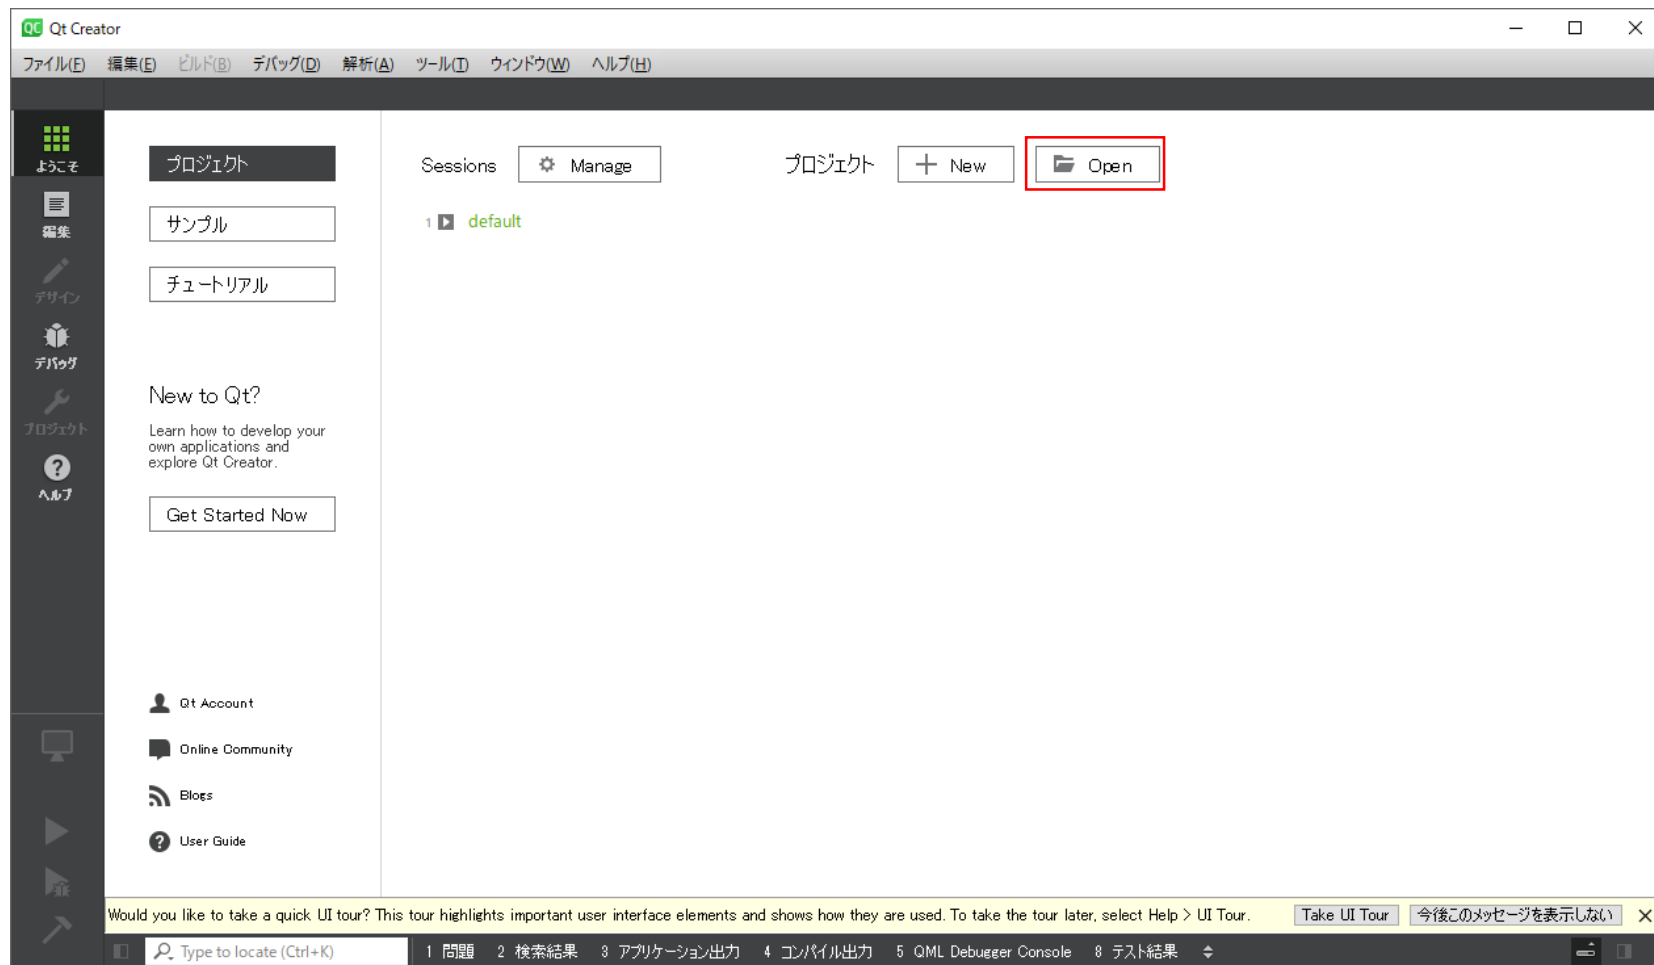 Qt Creator
ファイル(F) 編集(E) ビルド(B) デバッグ(D) 解析(A) ツール(T) ウィンドウ(W) ヘルプ(H)
ようこそ
編集
デザイン
デバッグ
プロジェクト
ヘルプ
プロジェクト
サンプル
チュートリアル
New to Qt?
Learn how to develop your
own applications and
explore Qt Creator.
Get Started Now
Qt Account
Online Community
Blogs
User Guide
Sessions Manage
1 default
プロジェクト New Open
Would you like to take a quick UI tour? This tour highlights important user interface elements and shows how they are used. To take the tour later, select Help > UI Tour. Take UI Tour 今後このメッセージを表示しない
Type to locate (Ctrl+K) 1 問題 2 検索結果 3 アプリケーション出力 4 コンパイル出力 5 QML Debugger Console 8 テスト結果